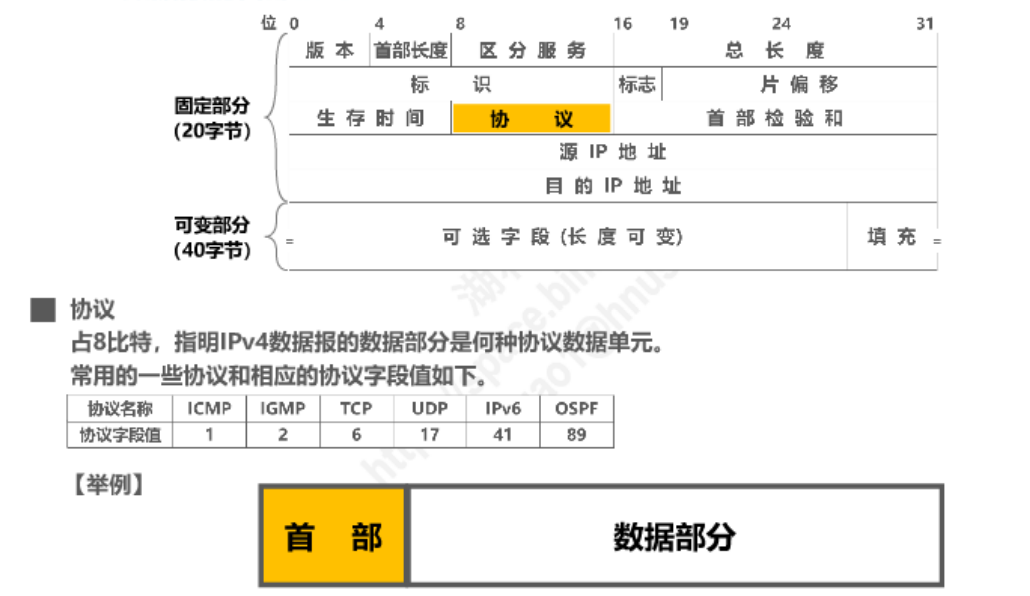 位 0 4 8 16 19 24 31
版 本 首部长度 区 分 服 务 总 长 度
标 识 标志 片 偏 移
固定部分
(20字节)
生 存 时 间 协 议 首 部 检 验 和
源 IP 地 址
目 的 IP 地 址
可变部分
(40字节)
= 可 选 字 段 (长 度 可 变) 填 充 =
协议
占8比特，指明IPv4数据报的数据部分是何种协议数据单元。
常用的一些协议和相应的协议字段值如下。
协议名称 ICMP IGMP TCP UDP IPv6 OSPF
协议字段值 1 2 6 17 41 89
【举例】
首 部 数据部分